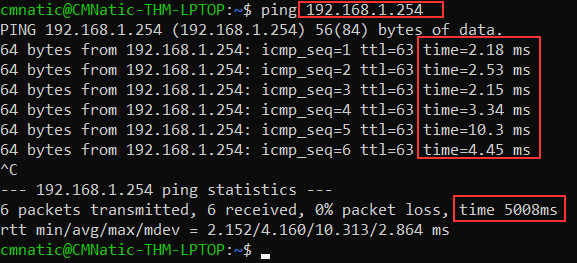 cmnatic@CMNatic-THM-LPTOP:~$ ping 192.168.1.254
PING 192.168.1.254 (192.168.1.254) 56(84) bytes of data.
64 bytes from 192.168.1.254: icmp_seq=1 ttl=63 time=2.18 ms
64 bytes from 192.168.1.254: icmp_seq=2 ttl=63 time=2.53 ms
64 bytes from 192.168.1.254: icmp_seq=3 ttl=63 time=2.15 ms
64 bytes from 192.168.1.254: icmp_seq=4 ttl=63 time=3.34 ms
64 bytes from 192.168.1.254: icmp_seq=5 ttl=63 time=10.3 ms
64 bytes from 192.168.1.254: icmp_seq=6 ttl=63 time=4.45 ms
^C
--- 192.168.1.254 ping statistics ---
6 packets transmitted, 6 received, 0% packet loss, time 5008ms
rtt min/avg/max/mdev = 2.152/4.160/10.313/2.864 ms
cmnatic@CMNatic-THM-LPTOP:~$